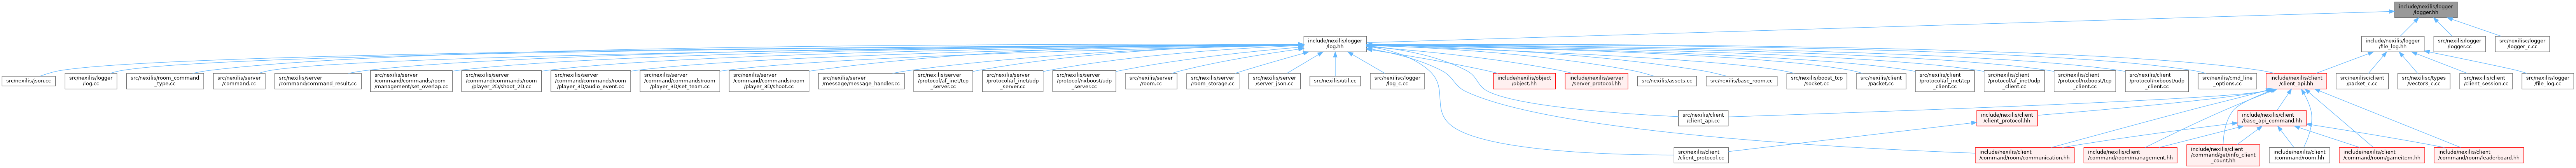 include/nexilis/logger
/logger.hh
include/nexilis/logger
/log.hh
include/nexilis/logger
/file_log.hh
src/nexilis/logger
/logger.cc
src/nexilisc/logger
/logger_c.cc
src/nexilis/json.cc
src/nexilis/logger
/log.cc
src/nexilis/room_command
_type.cc
src/nexilis/server
/command.cc
src/nexilis/server
/command/command_result.cc
src/nexilis/server
/command/commands/room
/management/set_overlap.cc
src/nexilis/server
/command/commands/room
/player_2D/shoot_2D.cc
src/nexilis/server
/command/commands/room
/player_3D/audio_event.cc
src/nexilis/server
/command/commands/room
/player_3D/set_team.cc
src/nexilis/server
/command/commands/room
/player_3D/shoot.cc
src/nexilis/server
/message/message_handler.cc
src/nexilis/server
/protocol/af_inet/tcp
_server.cc
src/nexilis/server
/protocol/af_inet/udp
_server.cc
src/nexilis/server
/protocol/nxboost/udp
_server.cc
src/nexilis/server
/room.cc
src/nexilis/server
/room_storage.cc
src/nexilis/server
/server_json.cc
src/nexilis/util.cc
src/nexilisc/logger
/log_c.cc
include/nexilis/object
/object.hh
include/nexilis/server
/server_protocol.hh
src/nexilis/assets.cc
src/nexilis/base_room.cc
src/nexilis/boost_tcp
/socket.cc
src/nexilis/client
/packet.cc
src/nexilis/client
/protocol/af_inet/tcp
_client.cc
src/nexilis/client
/protocol/af_inet/udp
_client.cc
src/nexilis/client
/protocol/nxboost/tcp
_client.cc
src/nexilis/client
/protocol/nxboost/udp
_client.cc
src/nexilis/cmd_line
_options.cc
include/nexilis/client
/client_api.hh
src/nexilisc/client
/packet_c.cc
src/nexilisc/types
/vector3_c.cc
src/nexilis/client
/client_session.cc
src/nexilis/logger
/file_log.cc
src/nexilis/client
/client_api.cc
include/nexilis/client
/client_protocol.hh
include/nexilis/client
/base_api_command.hh
src/nexilis/client
/client_protocol.cc
include/nexilis/client
/command/room/communication.hh
include/nexilis/client
/command/room/management.hh
include/nexilis/client
/command/get/info_client
_count.hh
include/nexilis/client
/command/room.hh
include/nexilis/client
/command/room/gameitem.hh
include/nexilis/client
/command/room/leaderboard.hh